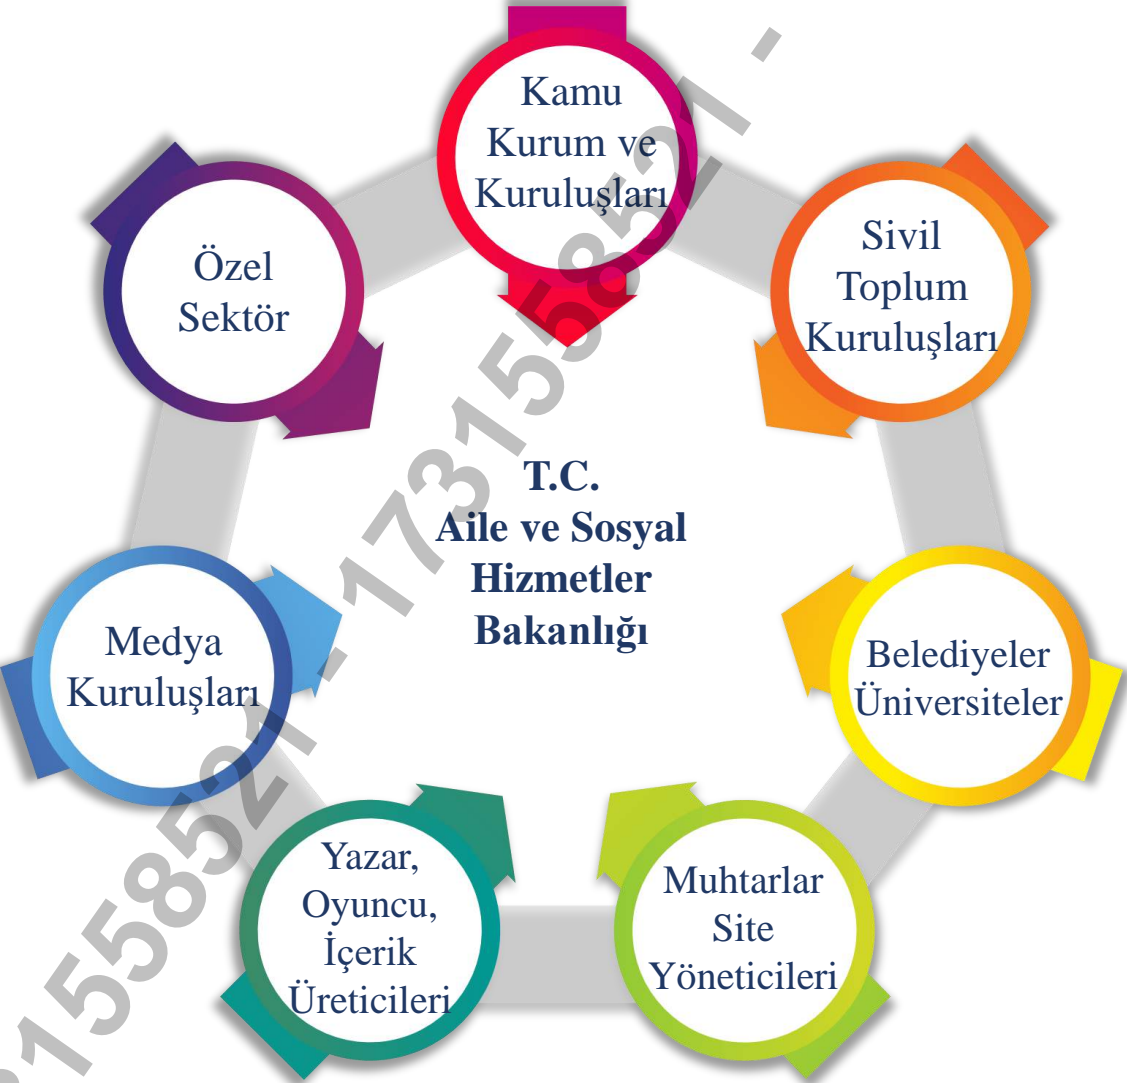 Kamu
Kurum ve
Kuruluşları
Sivil
Toplum
Kuruluşları
Belediyeler
Üniversiteler
Muhtarlar
Site
Yöneticileri
Yazar,
Oyuncu,
İçerik
Üreticileri
Medya
Kuruluşları
Özel
Sektör
T.C.
Aile ve Sosyal
Hizmetler
Bakanlığı